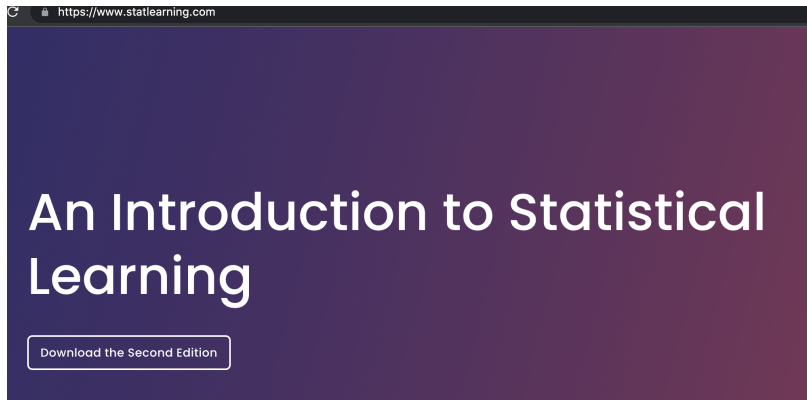 https://www.statlearning.com
An Introduction to Statistical
Learning
Download the Second Edition